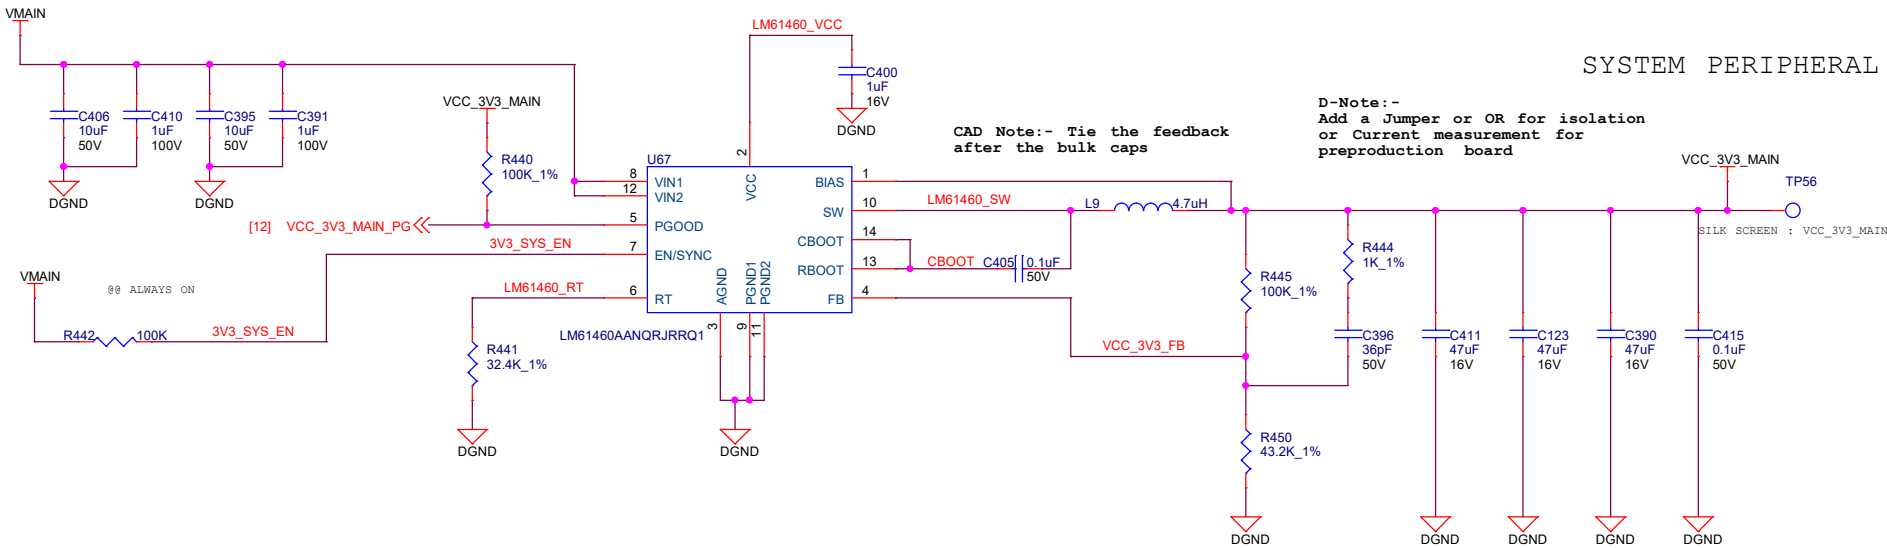 VMAIN
LM61460_VCC
C400
1uF
16V
DGND
SYSTEM PERIPHERAL
C406
10uF
50V
C410
1uF
100V
C395
10uF
50V
C391
1uF
100V
DGND
DGND
VCC_3V3_MAIN
R440
100K_1%
CAD Note:- Tie the feedback
after the bulk caps
D-Note:-
Add a Jumper or OR for isolation
or Current measurement for
preproduction board
VCC_3V3_MAIN
TP56
SILK SCREEN : VCC_3V3_MAIN
U67
8
VIN1
12
VIN2
5
PGOOD
7
EN/SYNC
6
RT
2
VCC
BIAS
1
SW
10
CBOOT
14
RBOOT
13
FB
4
AGND
PGND1
PGND2
3
9
11
LM61460AANQRJRRQ1
[12]
VCC_3V3_MAIN_PG
3V3_SYS_EN
LM61460_RT
VMAIN
@@ ALWAYS ON
R442
100K
3V3_SYS_EN
R441
32.4K_1%
DGND
DGND
LM61460_SW
L9
4.7uH
CBOOT
C405
0.1uF
50V
VCC_3V3_FB
R445
100K_1%
R444
1K_1%
C396
36pF
50V
C411
47uF
16V
C123
47uF
16V
C390
47uF
16V
C415
0.1uF
50V
R450
43.2K_1%
DGND
DGND
DGND
DGND
DGND